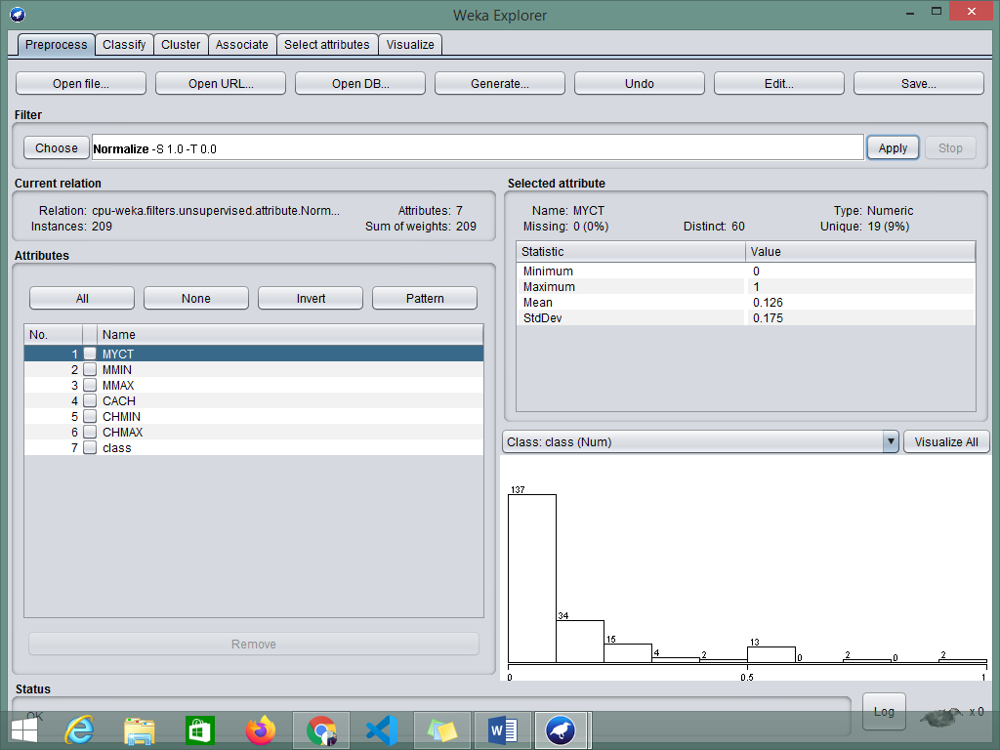 Weka Explorer
Preprocess Classify Cluster Associate Select attributes Visualize
Open file... Open URL... Open DB... Generate... Undo Edit... Save...
Filter
Choose Normalize -S 1.0 -T 0.0 Apply Stop
Current relation
Relation: cpu-weka.filters.unsupervised.attribute.Norm... Attributes: 7
Instances: 209 Sum of weights: 209
Attributes
All None Invert Pattern
No. Name
1 MYCT
2 MMIN
3 MMAX
4 CACH
5 CHMIN
6 CHMAX
7 class
Remove
Selected attribute
Name: MYCT Type: Numeric
Missing: 0 (0%) Distinct: 60 Unique: 19 (9%)
Statistic Value
Minimum 0
Maximum 1
Mean 0.126
StdDev 0.175
Class: class (Num) Visualize All
137
34
15
4
2
13
0
2
0
2
0 0.5 1
Status
OK
Log x 0